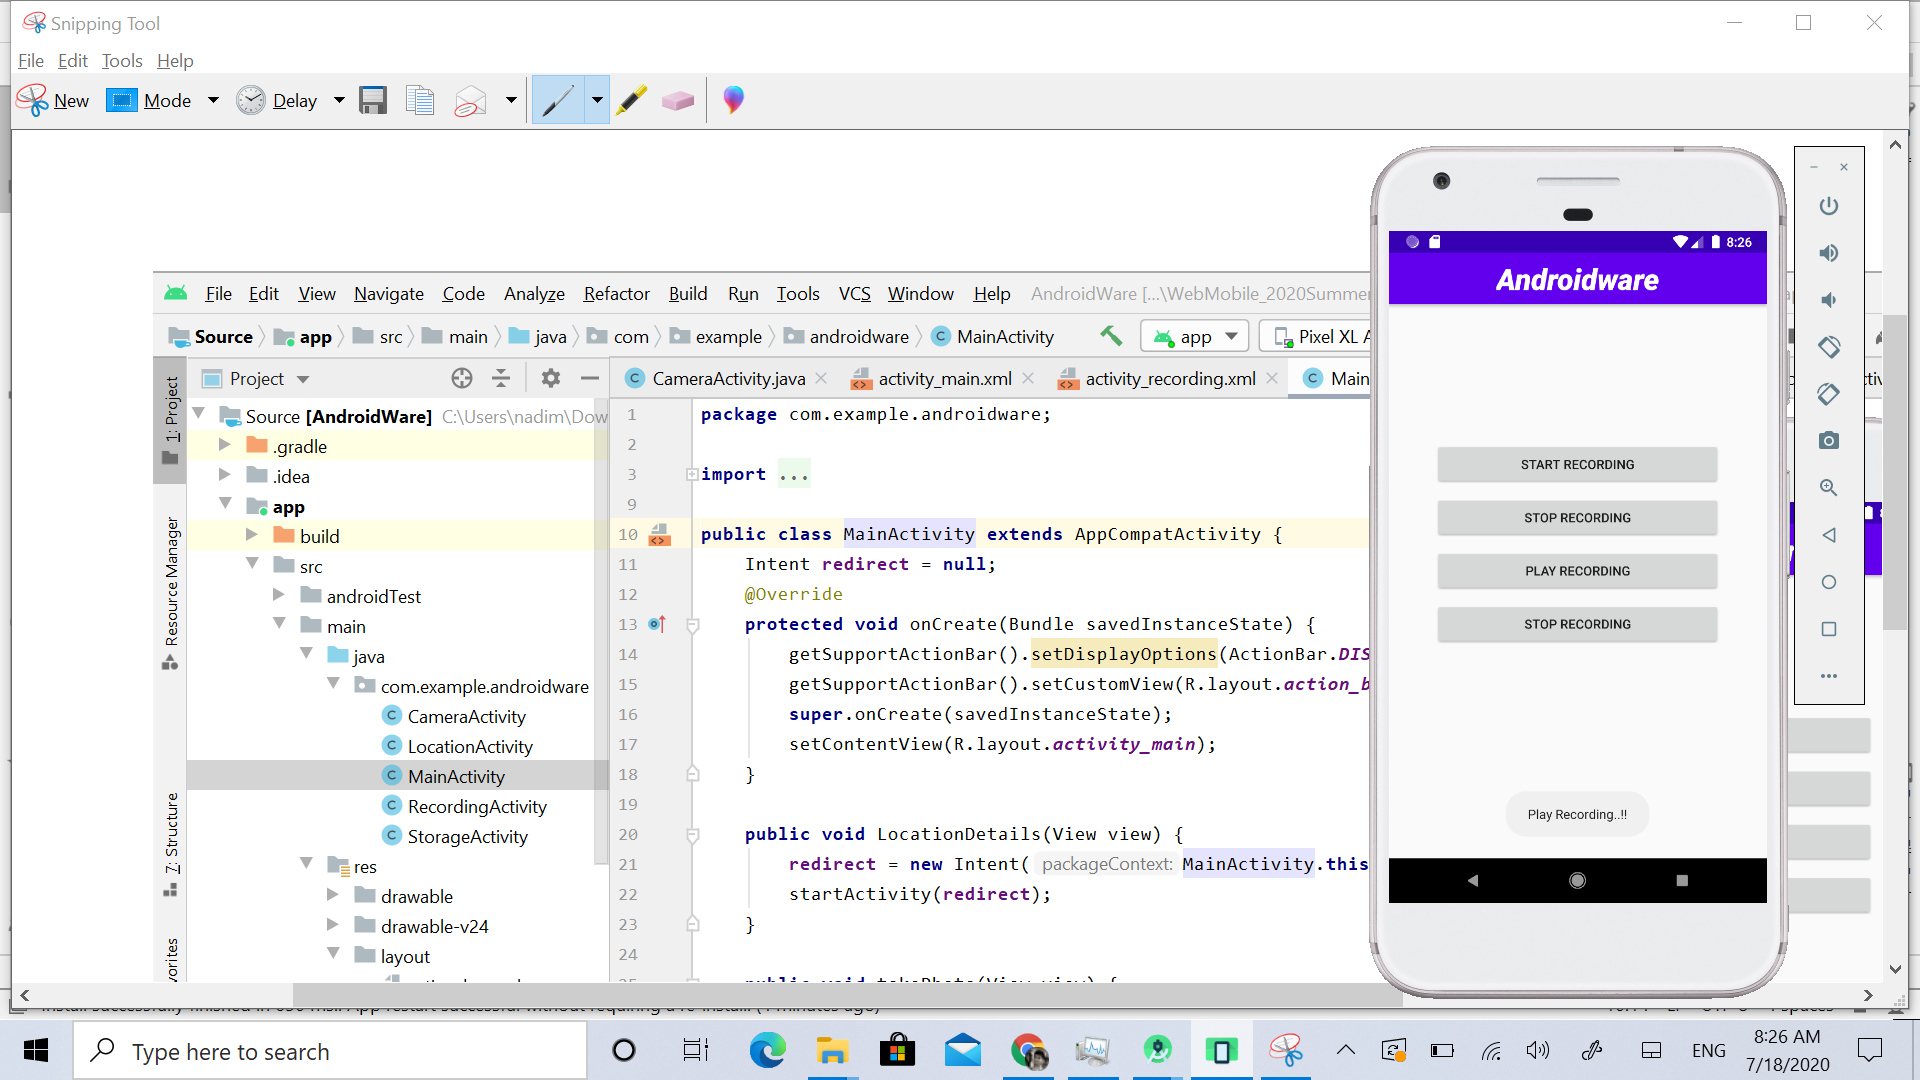 Snipping Tool
File Edit Tools Help
New Mode Delay
File Edit View Navigate Code Analyze Refactor Build Run Tools VCS Window Help AndroidWare [...\WebMobile_2020Summer
Source app src main java com example androidware MainActivity app Pixel XL A
1: Project
Resource Manager
7: Structure
Project
CameraActivity.java activity_main.xml activity_recording.xml Main
Source [AndroidWare] C:\Users\nadim\Dow
.gradle
.idea
app
build
src
androidTest
main
java
com.example.androidware
CameraActivity
LocationActivity
MainActivity
RecordingActivity
StorageActivity
res
drawable
drawable-v24
layout
1 package com.example.androidware;
2
3 import ...
9
10 public class MainActivity extends AppCompatActivity {
11 Intent redirect = null;
12 @Override
13 protected void onCreate(Bundle savedInstanceState) {
14 getSupportActionBar().setDisplayOptions(ActionBar.DIS
15 getSupportActionBar().setCustomView(R.layout.action_b
16 super.onCreate(savedInstanceState);
17 setContentView(R.layout.activity_main);
18 }
19
20 public void LocationDetails(View view) {
21 redirect = new Intent( packageContext: MainActivity.this
22 startActivity(redirect);
23 }
24
public void takePhoto(View view) {
8:26
Androidware
START RECORDING
STOP RECORDING
PLAY RECORDING
STOP RECORDING
Play Recording..!!
Type here to search
ENG
8:26 AM
7/18/2020